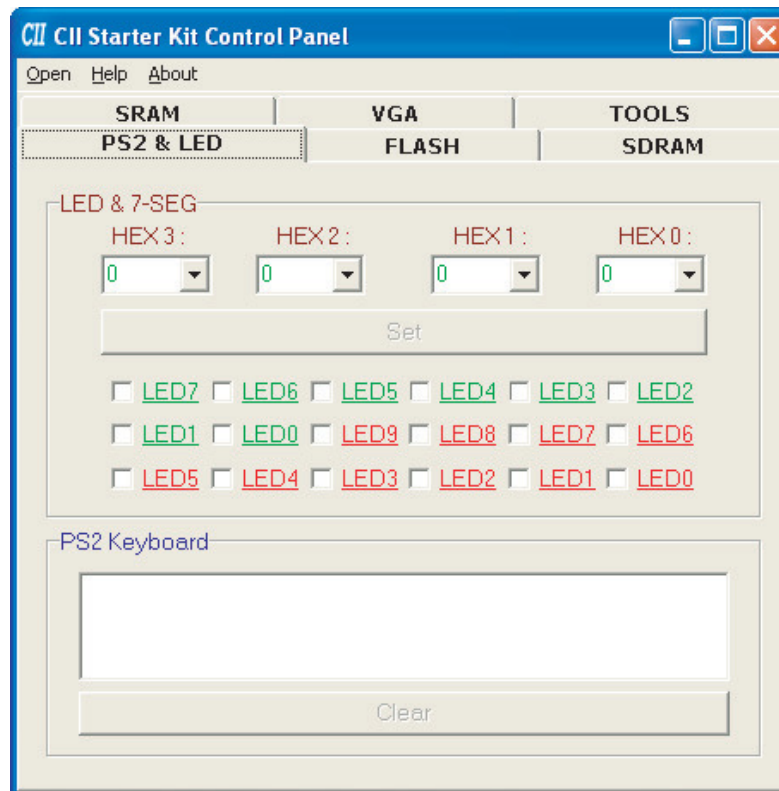 CII CII Starter Kit Control Panel
Open Help About
SRAM VGA TOOLS
PS2 & LED FLASH SDRAM
LED & 7-SEG
HEX 3 : HEX 2 : HEX 1 : HEX 0 :
0 0 0 0
Set
LED7 LED6 LED5 LED4 LED3 LED2
LED1 LED0 LED9 LED8 LED7 LED6
LED5 LED4 LED3 LED2 LED1 LED0
PS2 Keyboard
Clear